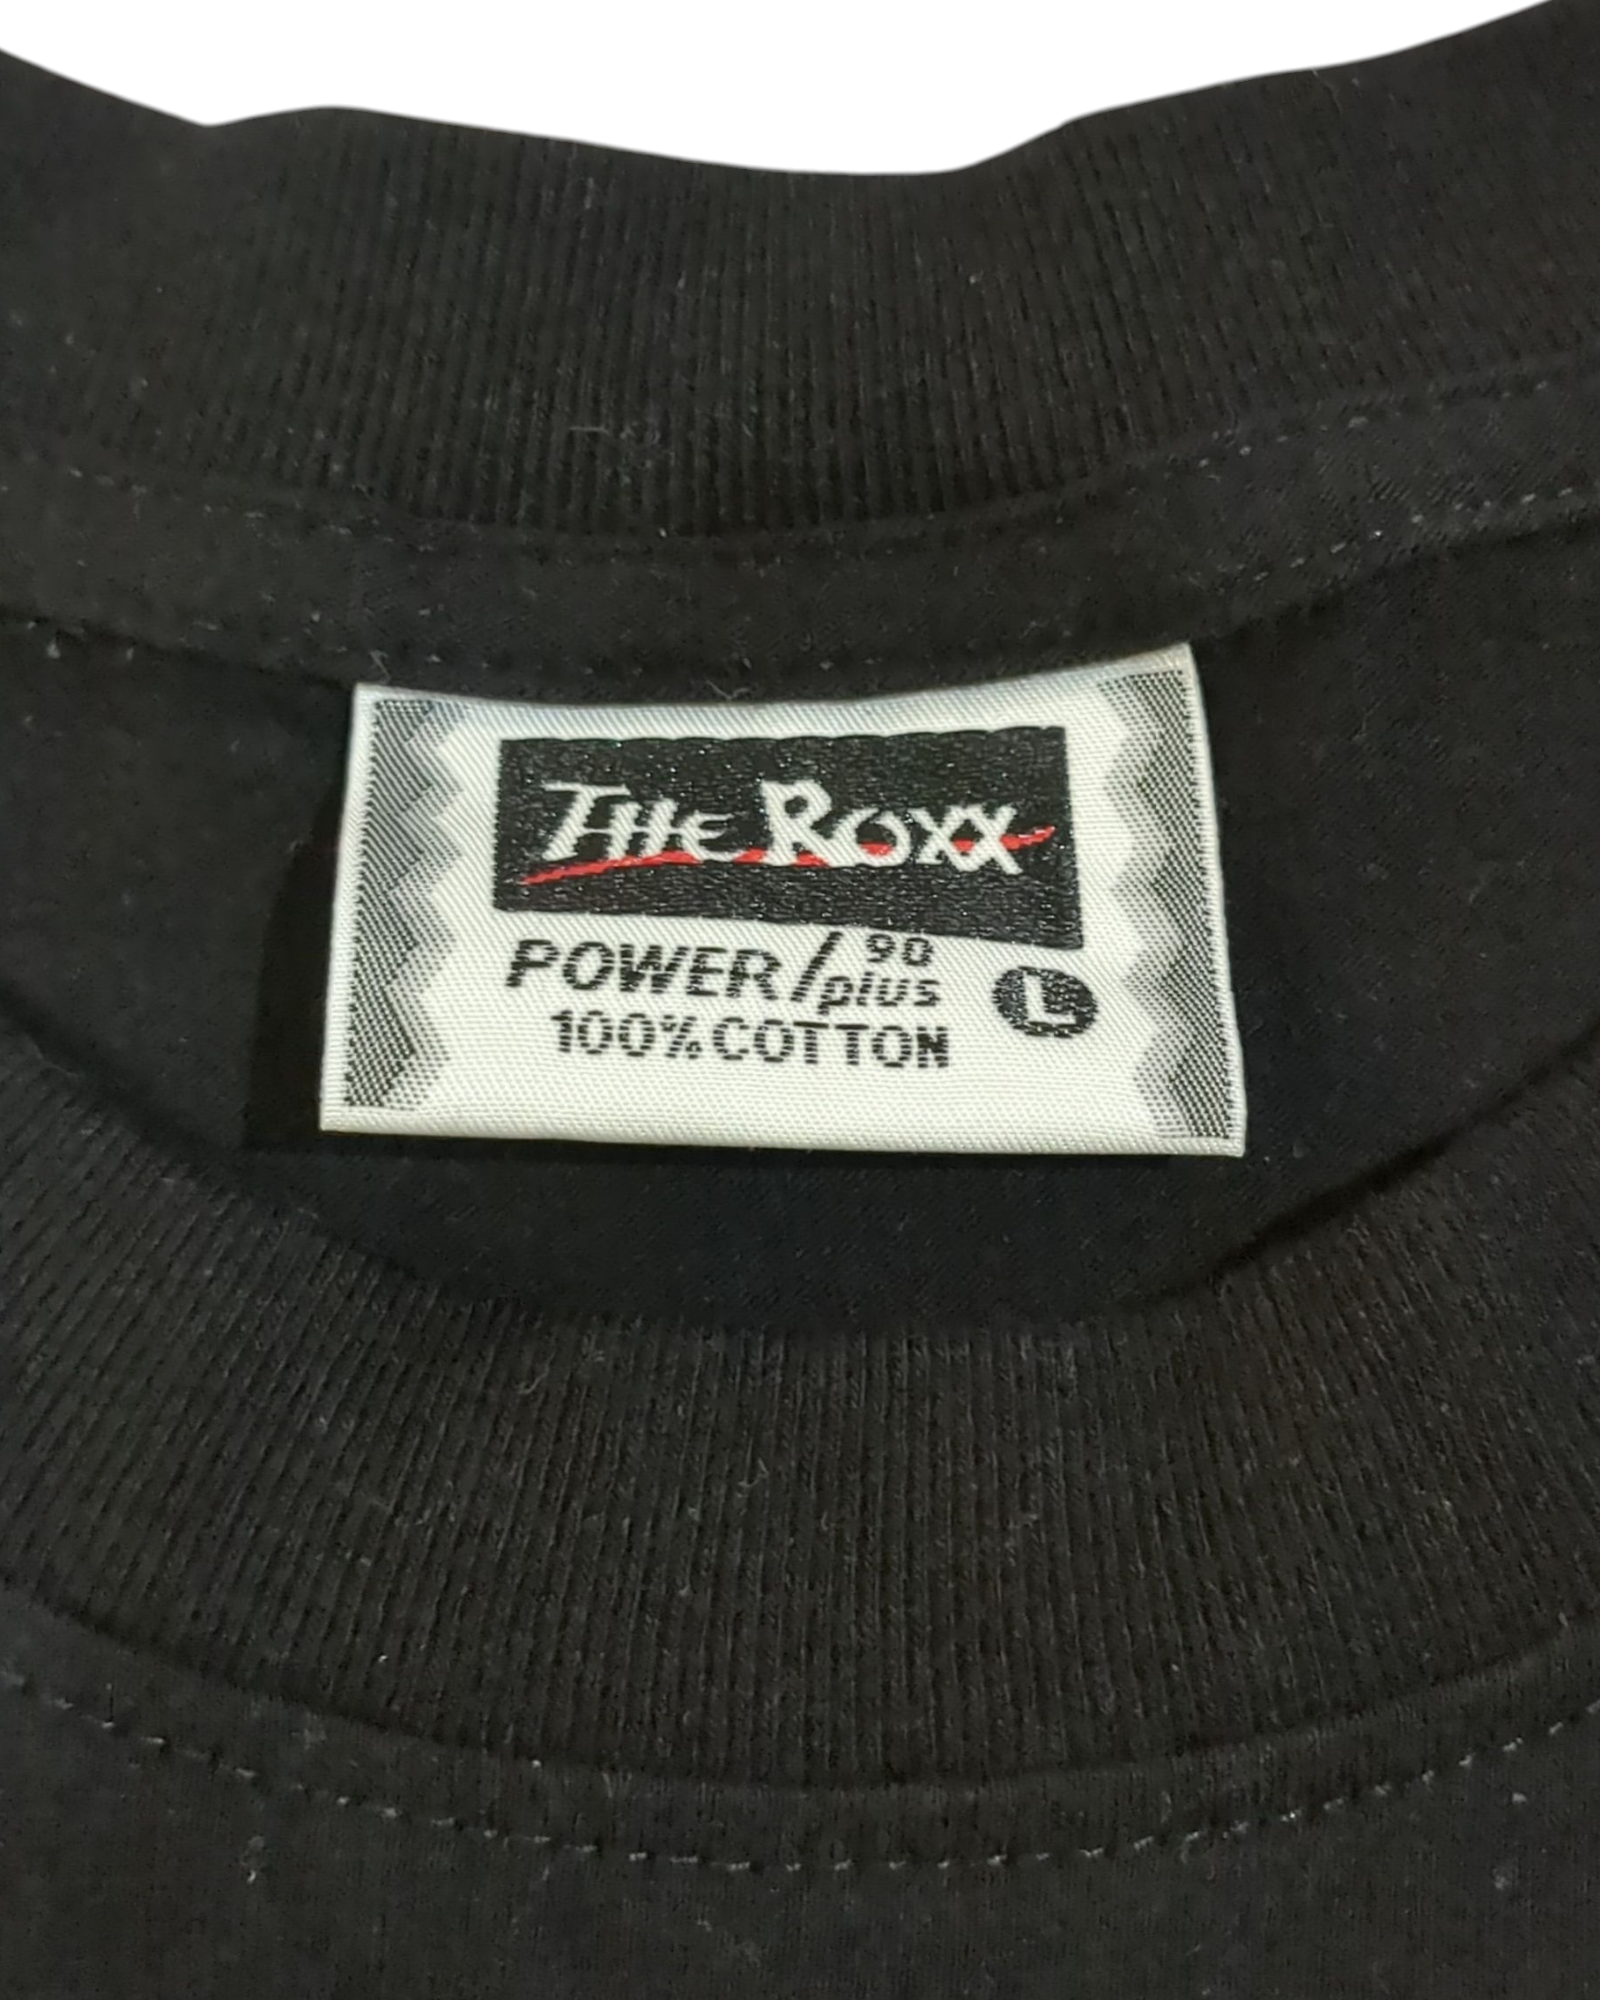 THE ROXX
POWER/90 plus
L
100% COTTON